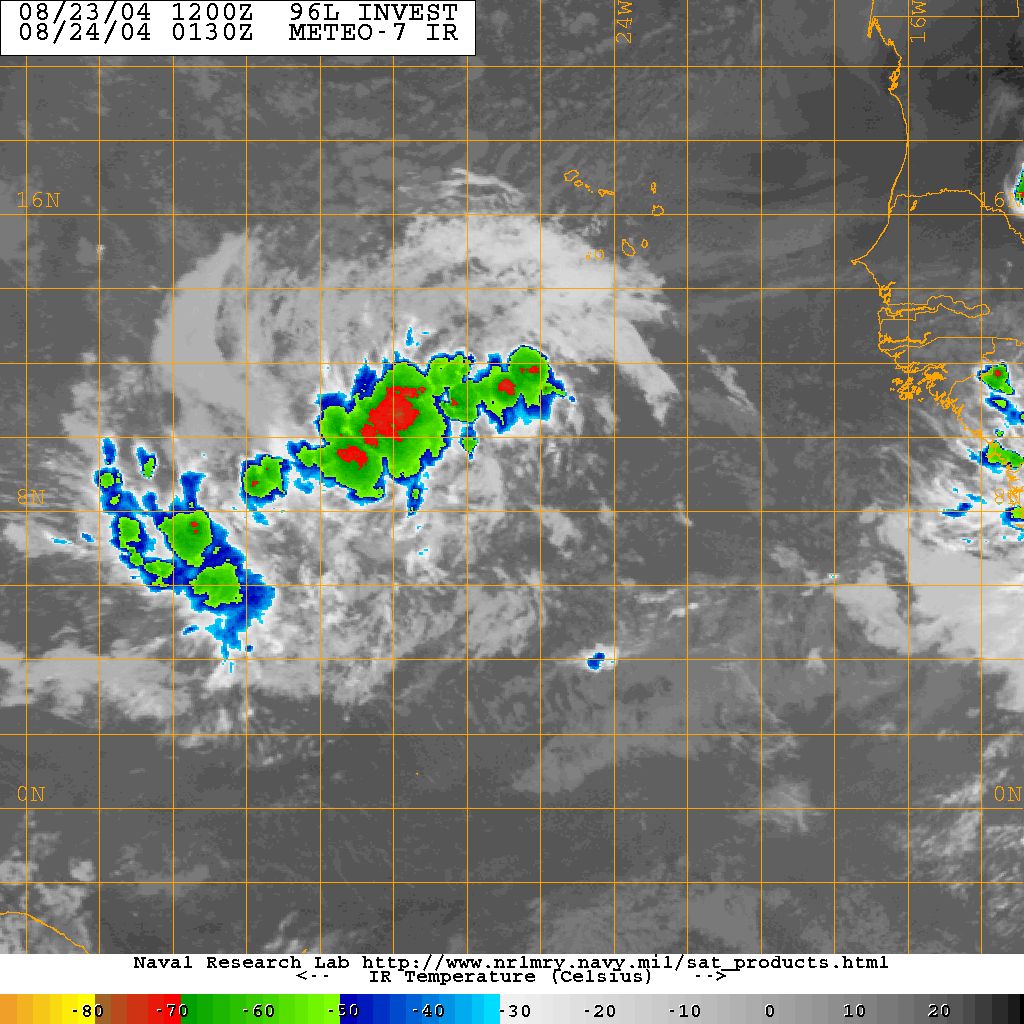 08/23/04 1200Z 96L INVEST
08/24/04 0130Z METEO-7 IR
24W 16W
16N 16
8N 8N
0N 0N
Naval Research Lab http://www.nrlmry.navy.mil/sat_products.html
<-- IR Temperature (Celsius) -->
-80 -70 -60 -50 -40 -30 -20 -10 0 10 20